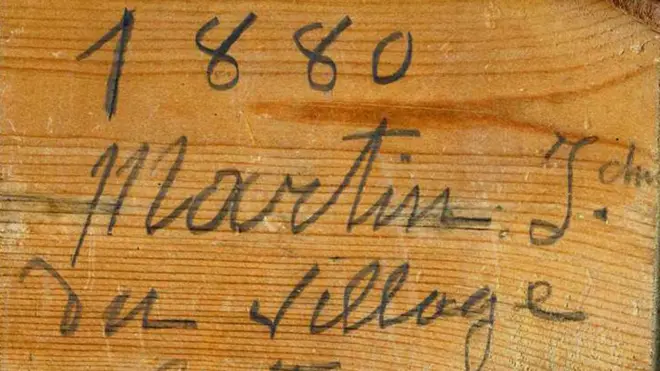 1880
Martin. J.
du village